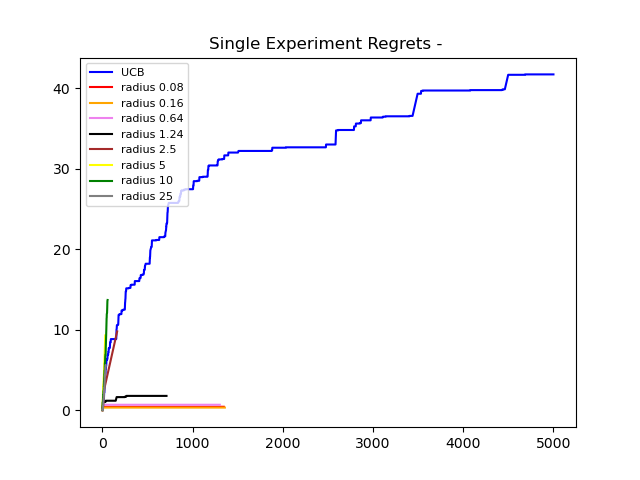 Single Experiment Regrets -
40
30
20
10
0
UCB
radius 0.08
radius 0.16
radius 0.64
radius 1.24
radius 2.5
radius 5
radius 10
radius 25
0 1000 2000 3000 4000 5000